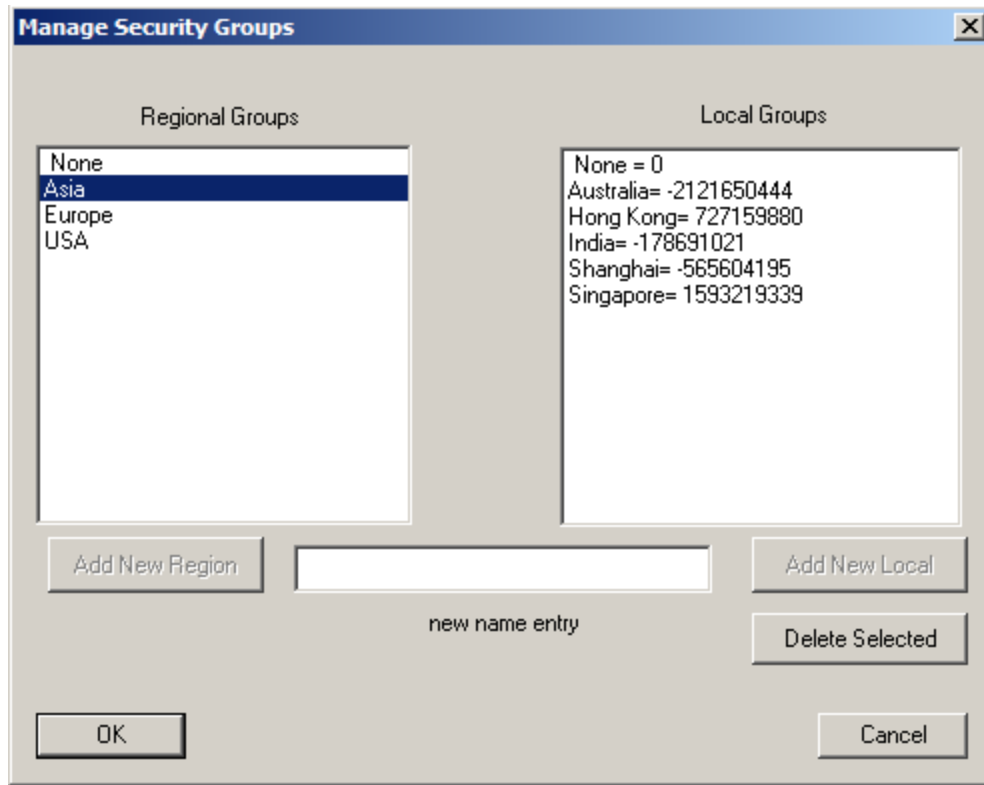 Manage Security Groups
Regional Groups
None
Asia
Europe
USA
Local Groups
None = 0
Australia= -2121650444
Hong Kong= 727159880
India= -178691021
Shanghai= -565604195
Singapore= 1593219339
Add New Region
Add New Local
new name entry
Delete Selected
OK
Cancel